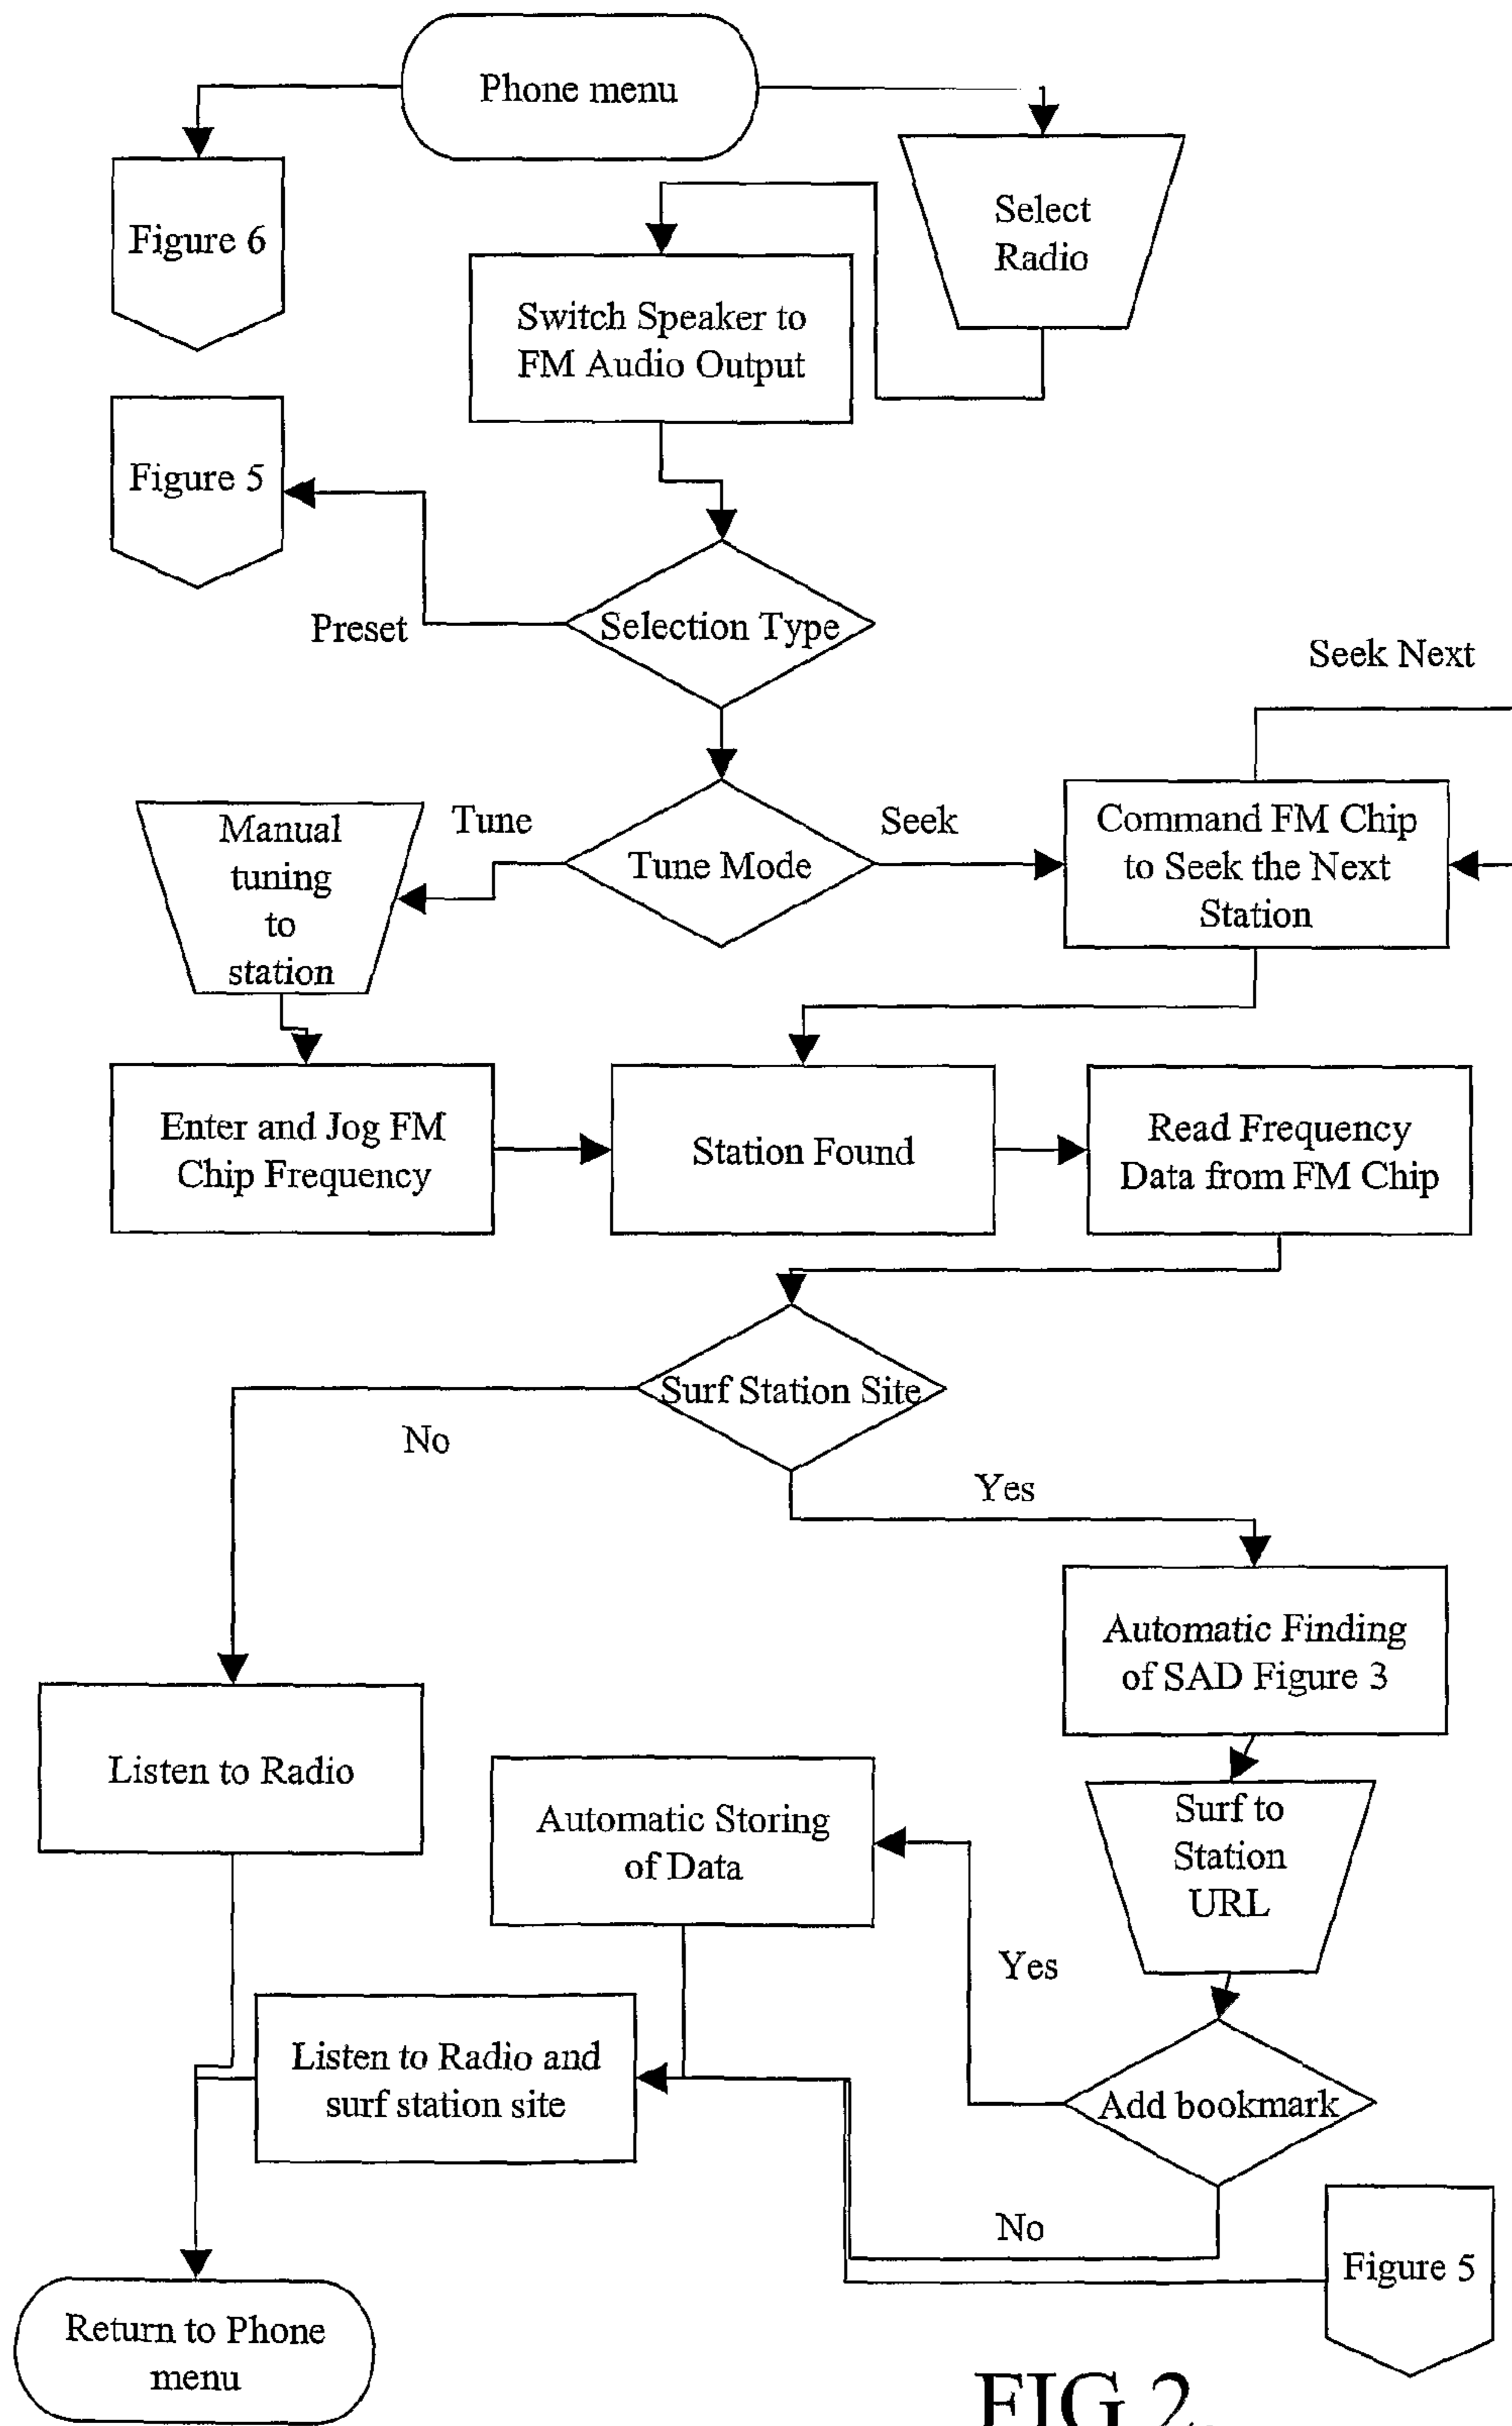 Phone menu
Figure 6
Select
Radio
Switch Speaker to
FM Audio Output
Figure 5
Preset
Selection Type
Seek Next
Manual
tuning
to
station
Tune
Tune Mode
Seek
Command FM Chip
to Seek the Next
Station
Enter and Jog FM
Chip Frequency
Station Found
Read Frequency
Data from FM Chip
Surf Station Site
No
Yes
Automatic Finding
of SAD Figure 3
Listen to Radio
Automatic Storing
of Data
Surf to
Station
URL
Yes
Listen to Radio and
surf station site
Add bookmark
No
Figure 5
Return to Phone
menu
FIG 2.